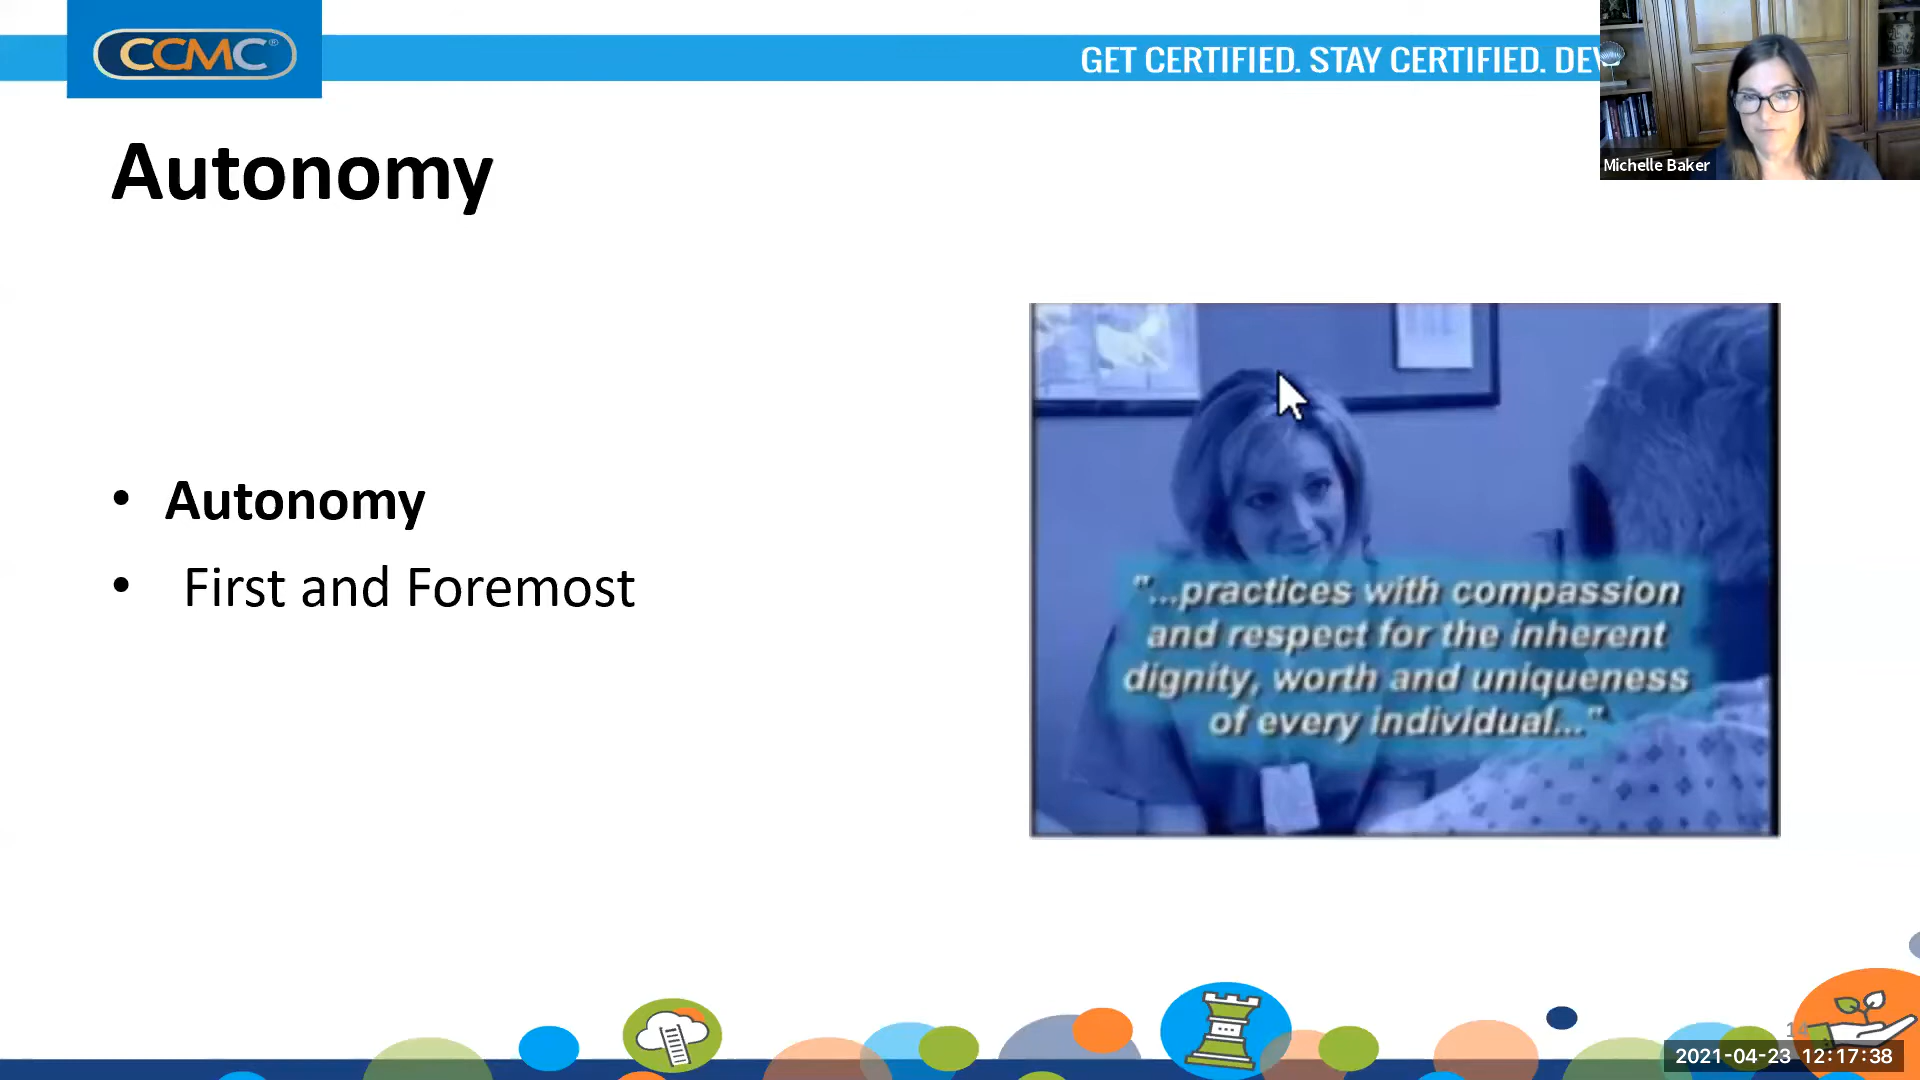 CCMC®
GET CERTIFIED. STAY CERTIFIED. DEV
Michelle Baker
Autonomy
• Autonomy
• First and Foremost
"...practices with compassion
and respect for the inherent
dignity, worth and uniqueness
of every individual..."
2021-04-23 12:17:38